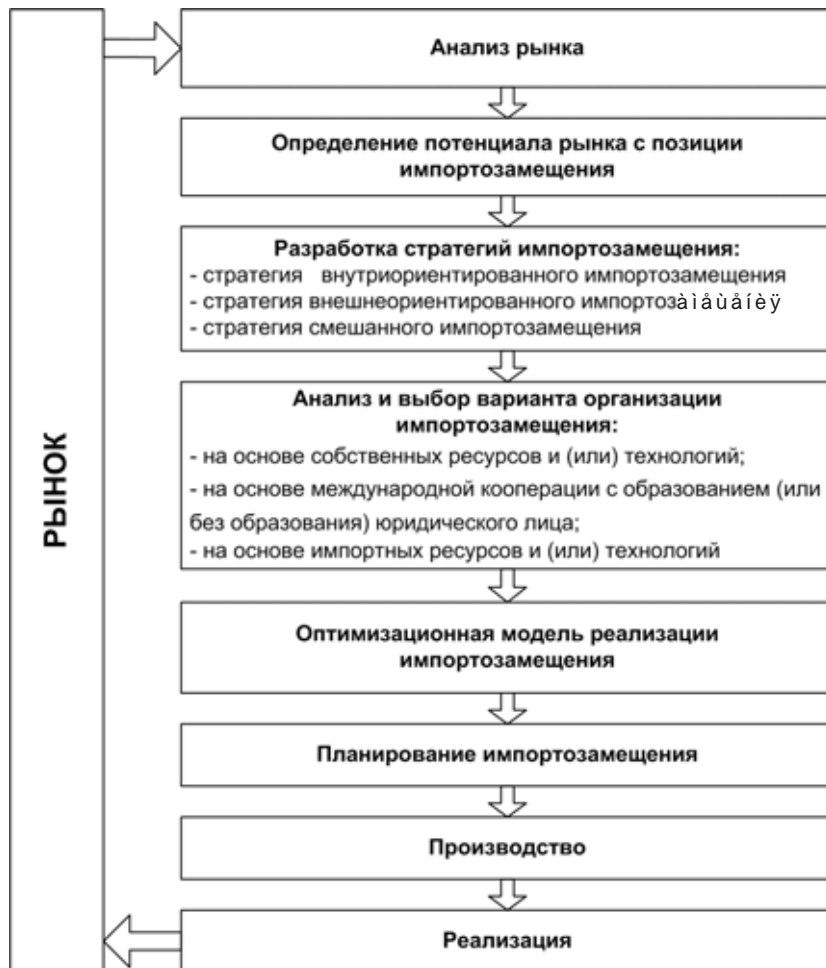 РЫНОК
Анализ рынка
Определение потенциала рынка с позиции
импортозамещения
Разработка стратегий импортозамещения:
- стратегия внутриориентированного импортозамещения
- стратегия внешнеориентированного импортозàìåùåíèÿ
- стратегия смешанного импортозамещения
Анализ и выбор варианта организации
импортозамещения:
- на основе собственных ресурсов и (или) технологий;
- на основе международной кооперации с образованием (или
без образования) юридического лица;
- на основе импортных ресурсов и (или) технологий
Оптимизационная модель реализации
импортозамещения
Планирование импортозамещения
Производство
Реализация